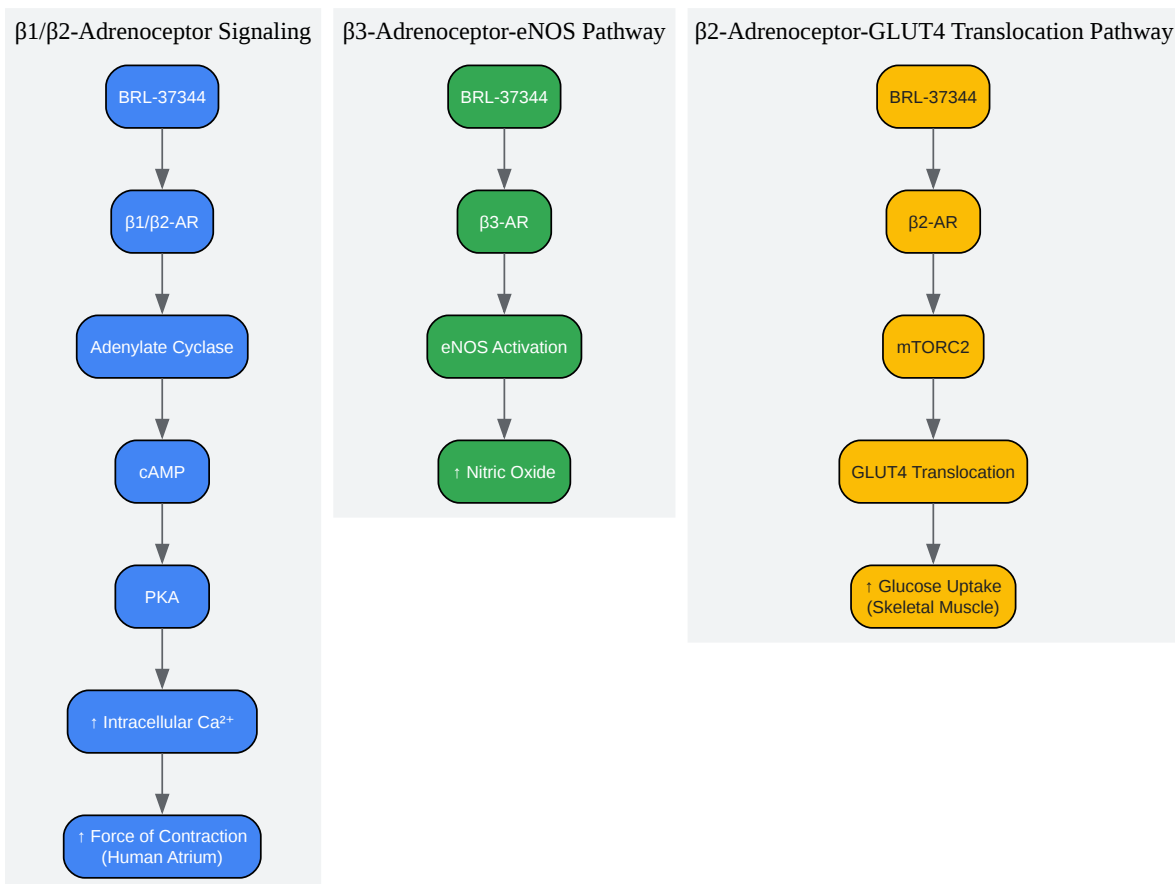 β1/β2-Adrenoceptor Signaling
BRL-37344
β1/β2-AR
Adenylate Cyclase
cAMP
PKA
↑ Intracellular Ca²⁺
↑ Force of Contraction
(Human Atrium)
β3-Adrenoceptor-eNOS Pathway
BRL-37344
β3-AR
eNOS Activation
↑ Nitric Oxide
β2-Adrenoceptor-GLUT4 Translocation Pathway
BRL-37344
β2-AR
mTORC2
GLUT4 Translocation
↑ Glucose Uptake
(Skeletal Muscle)